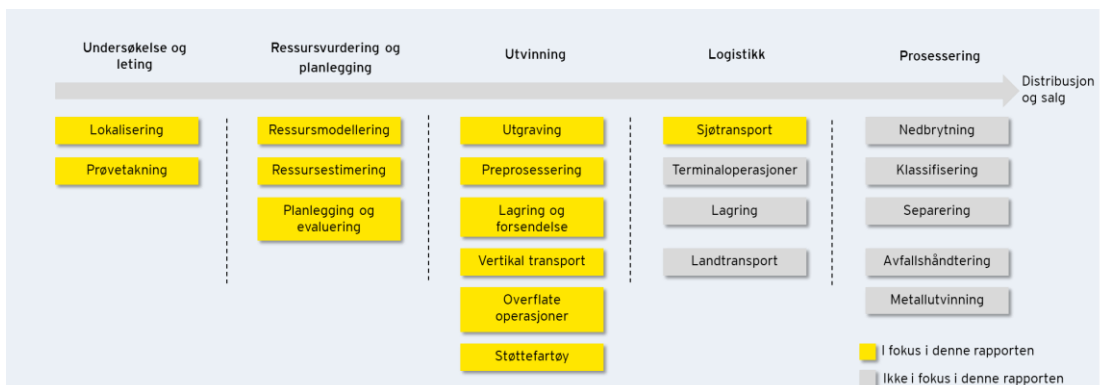 Undersøkelse og
leting
Ressursvurdering og
planlegging
Utvinning
Logistikk
Prosessering
Distribusjon
og salg
Lokalisering
Prøvetakning
Ressursmodellering
Ressursestimering
Planlegging og
evaluering
Utgraving
Preprosessering
Lagring og
forsendelse
Vertikal transport
Overflate
operasjoner
Støttefartøy
Sjøtransport
Terminaloperasjoner
Lagring
Landtransport
Nedbrytning
Klassifisering
Separering
Avfallshåndtering
Metallutvinning
I fokus i denne rapporten
Ikke i fokus i denne rapporten